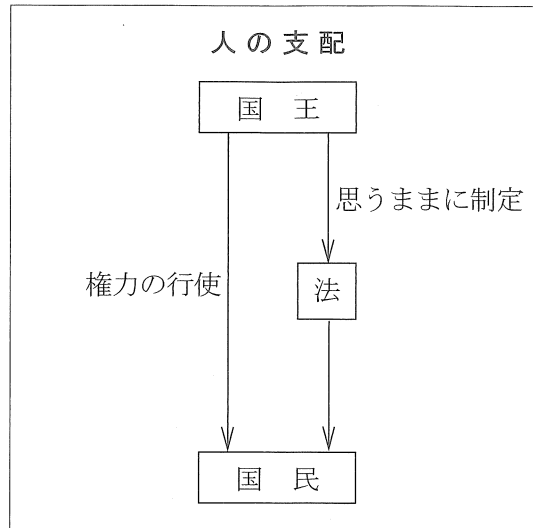 人の支配
国 王
思うままに制定
権力の行使
法
国 民